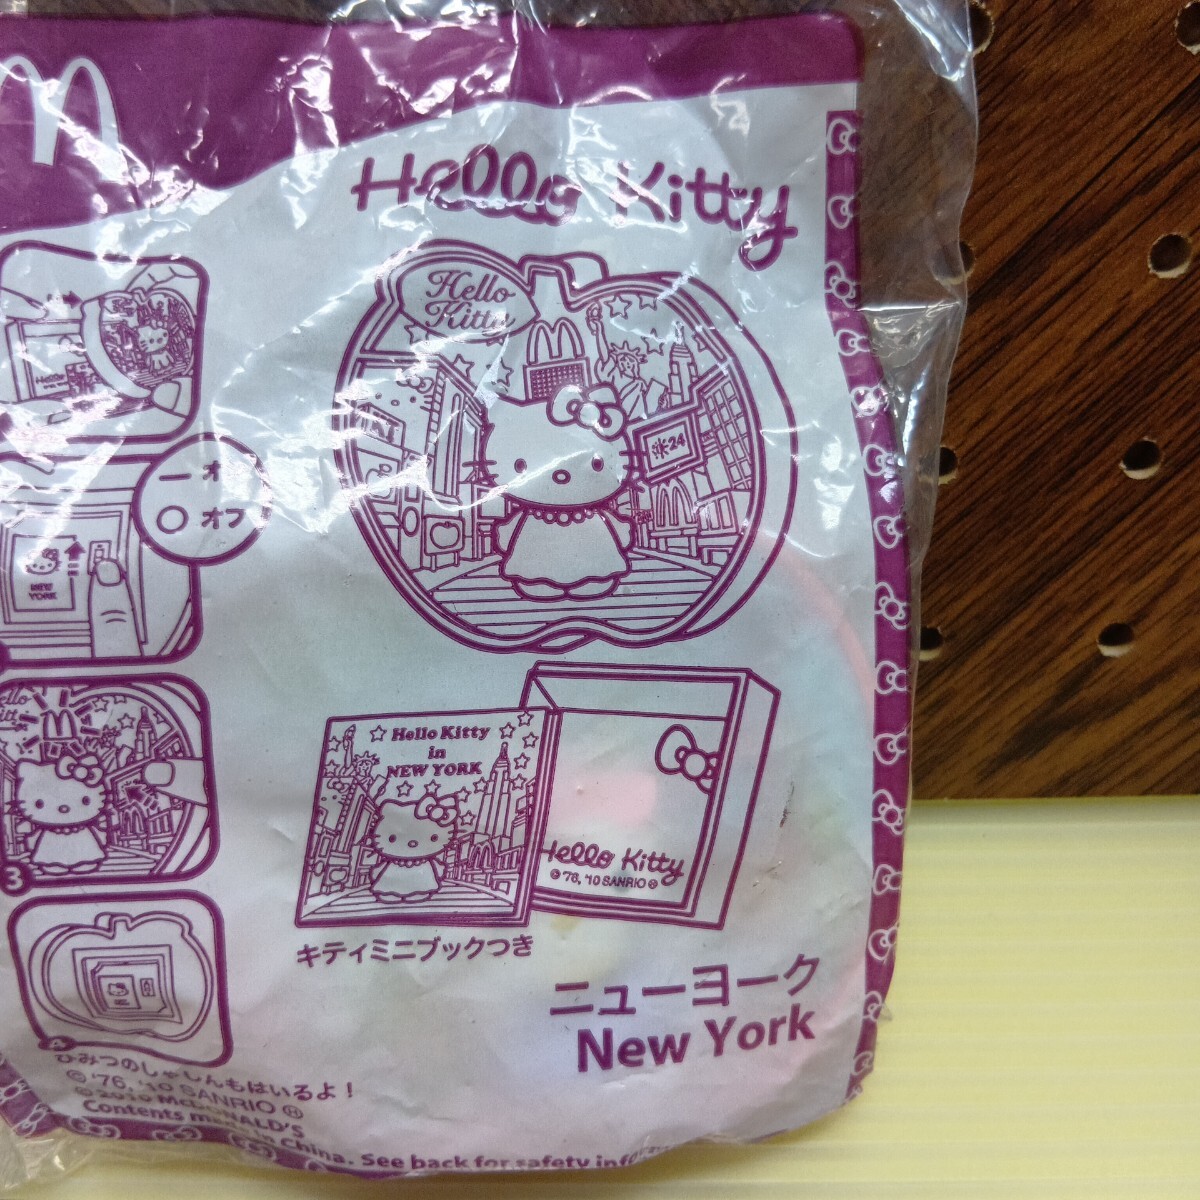 Hello Kitty
Hello
Kitty
24
オフ
NEW
YORK
Hello Kitty
in
NEW YORK
Hello Kitty
©'76, '10 SANRIO ®
3
キティミニブックつき
ニューヨーク
New York
ひみつのしゃしんもはいるよ!
©'76, '10 SANRIO ®
© 2010 McDONALD'S
Contents made in China. See back for safety